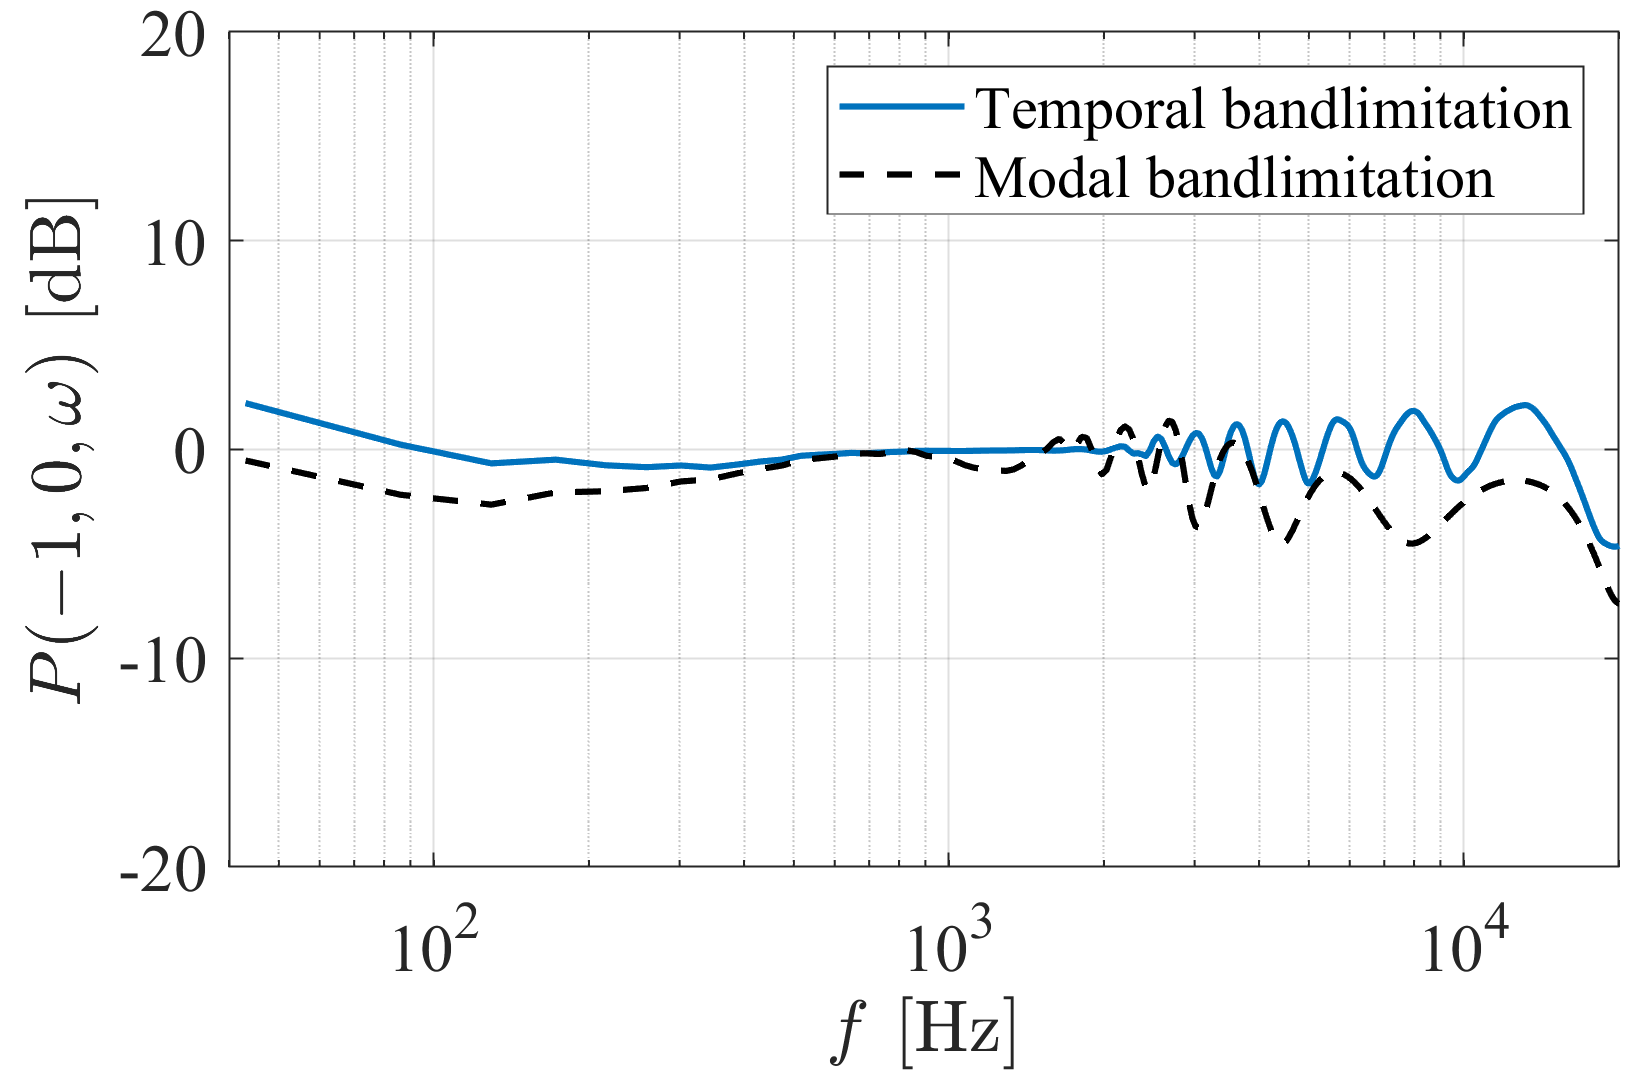 Temporal bandlimitation
Modal bandlimitation
P(−1, 0, ω) [dB]
20
10
0
-10
-20
10²
10³
10⁴
f [Hz]